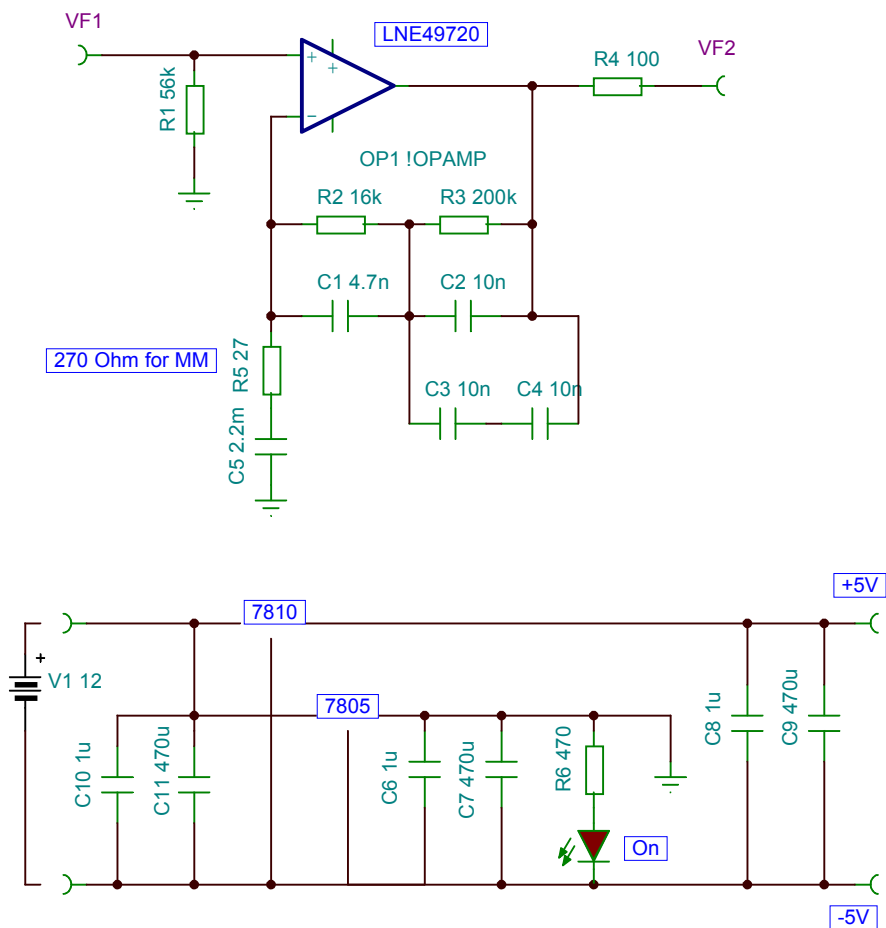 VF1
LNE49720
VF2
R4 100
R1 56k
+
+
-
OP1 !OPAMP
R2 16k
R3 200k
C1 4.7n
C2 10n
270 Ohm for MM
R5 27
C3 10n
C4 10n
C5 2.2m
+5V
7810
+
V1 12
7805
C10 1u
C11 470u
C6 1u
C7 470u
R6 470
C8 1u
C9 470u
On
-5V